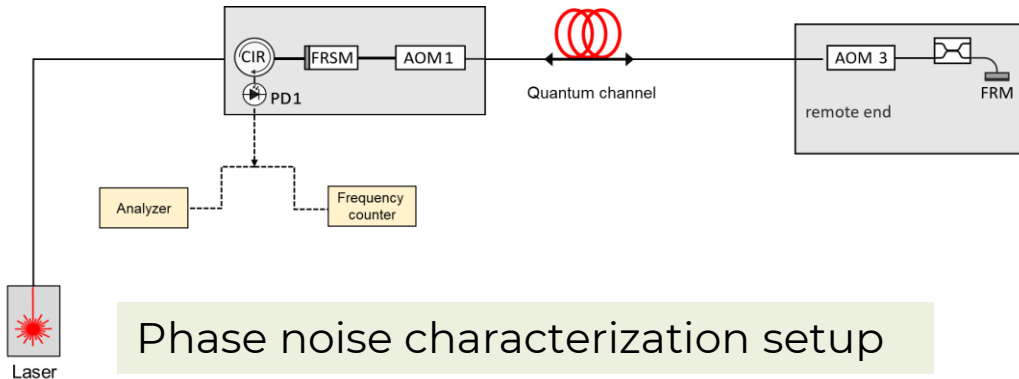 CIR
FRSM
AOM 1
PD1
Quantum channel
AOM 3
FRM
remote end
Analyzer
Frequency
counter
Laser
Phase noise characterization setup